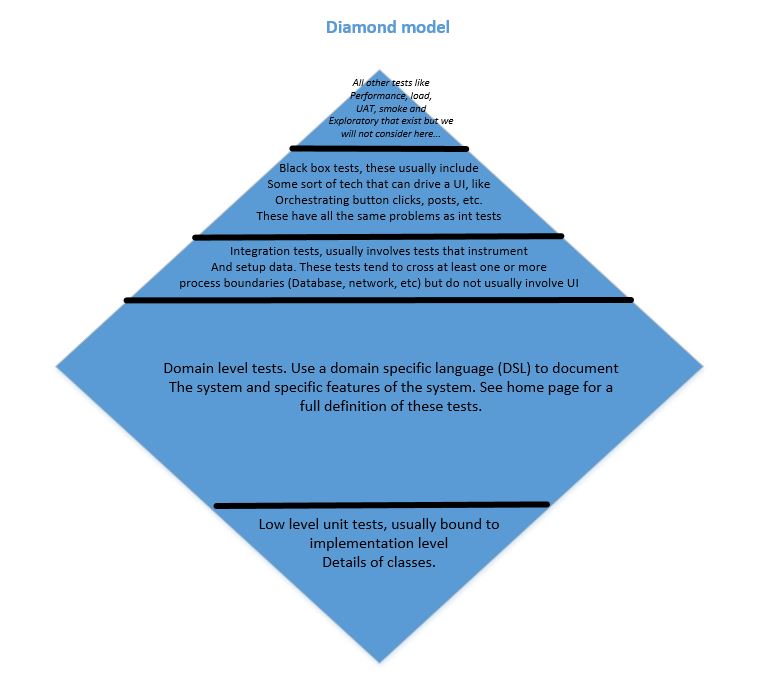 Diamond model
All other tests like
Performance, load,
UAT, smoke and
Exploratory that exist but we
will not consider here...
Black box tests, these usually include
Some sort of tech that can drive a UI, like
Orchestrating button clicks, posts, etc.
These have all the same problems as int tests
Integration tests, usually involves tests that instrument
And setup data. These tests tend to cross at least one or more
process boundaries (Database, network, etc) but do not usually involve UI
Domain level tests. Use a domain specific language (DSL) to document
The system and specific features of the system. See home page for a
full definition of these tests.
Low level unit tests, usually bound to
implementation level
Details of classes.